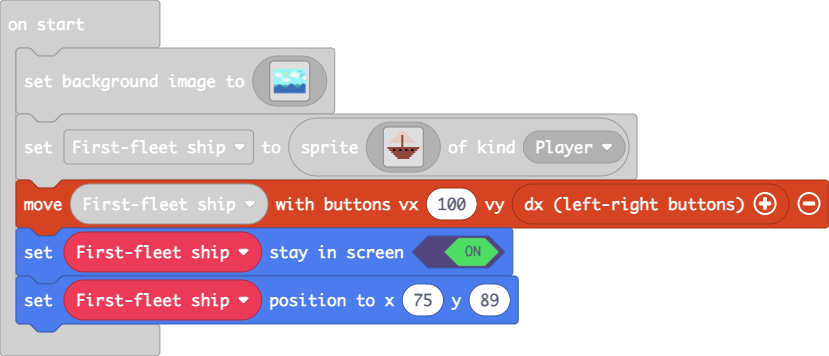 on start
set background image to
set First-fleet ship to sprite of kind Player
move First-fleet ship with buttons vx 100 vy dx (left-right buttons)
set First-fleet ship stay in screen ON
set First-fleet ship position to x 75 y 89